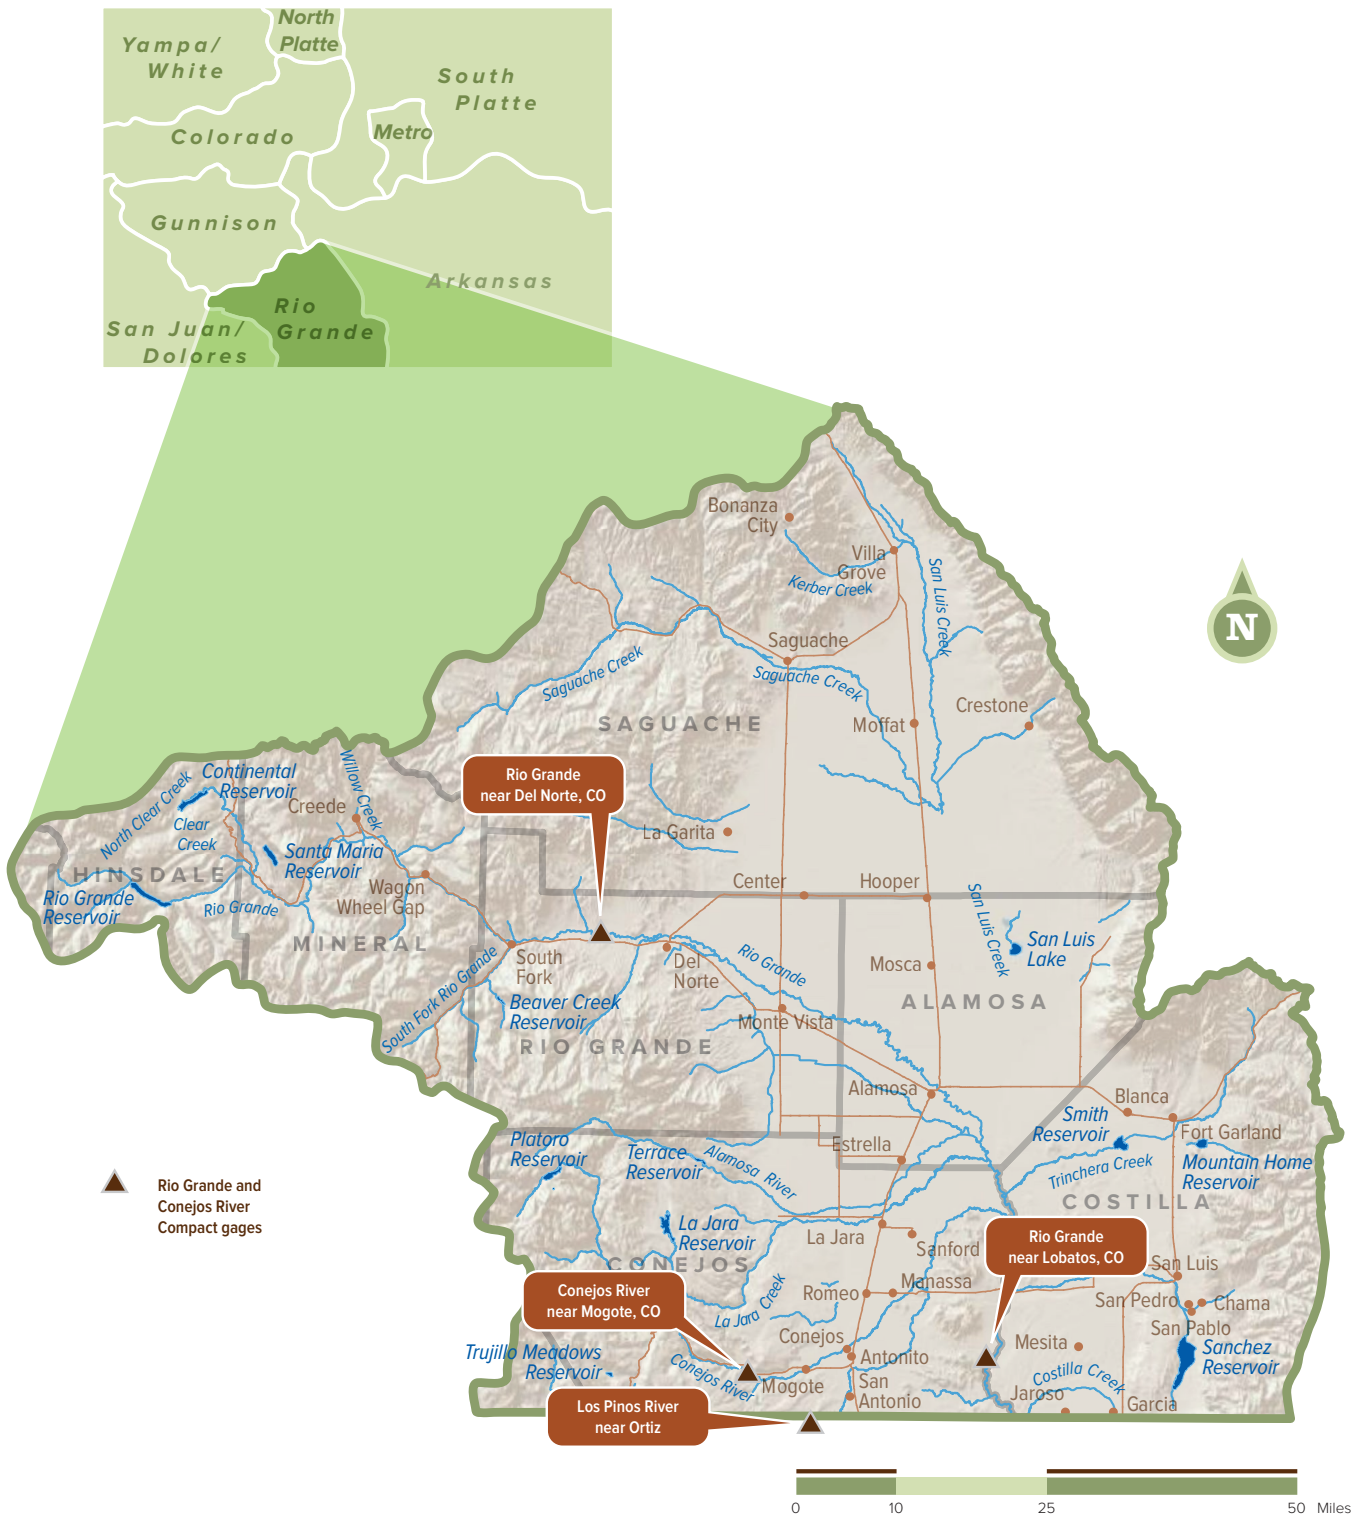 North
Platte
Yampa/
White
South
Platte
Colorado
Metro
Gunnison
Arkansas
Rio
Grande
San Juan/
Dolores
Bonanza
City
Villa
Grove
Kerber Creek
San Luis Creek
N
Saguache
Saguache Creek
Saguache Creek
Crestone
Moffat
SAGUACHE
Rio Grande
near Del Norte, CO
Continental
Reservoir
North Clear Creek
Willow Creek
Creede
Clear
Creek
La Garita
Santa Maria
Reservoir
HINSDALE
Wagon
Wheel Gap
Rio Grande
Reservoir
Rio Grande
Center
Hooper
San Luis Creek
San Luis
Lake
MINERAL
South
Fork
South Fork Rio Grande
Del
Norte
Rio Grande
Mosca
ALAMOSA
Beaver Creek
Reservoir
Monte Vista
RIO GRANDE
Alamosa
Blanca
Smith
Reservoir
Fort Garland
Platoro
Reservoir
Terrace
Reservoir
Alamosa River
Estrella
Trinchera Creek
Mountain Home
Reservoir
COSTILLA
Rio Grande and
Conejos River
Compact gages
La Jara
Reservoir
La Jara
Sanford
Rio Grande
near Lobatos, CO
CONEJOS
San Luis
Conejos River
near Mogote, CO
La Jara Creek
Romeo
Manassa
San Pedro
Chama
San Pablo
Conejos
Antonito
Mesita
Sanchez
Reservoir
Trujillo Meadows
Reservoir
Conejos River
Mogote
San
Antonio
Costilla Creek
Jaroso
Garcia
Los Pinos River
near Ortiz
0 10 25 50 Miles